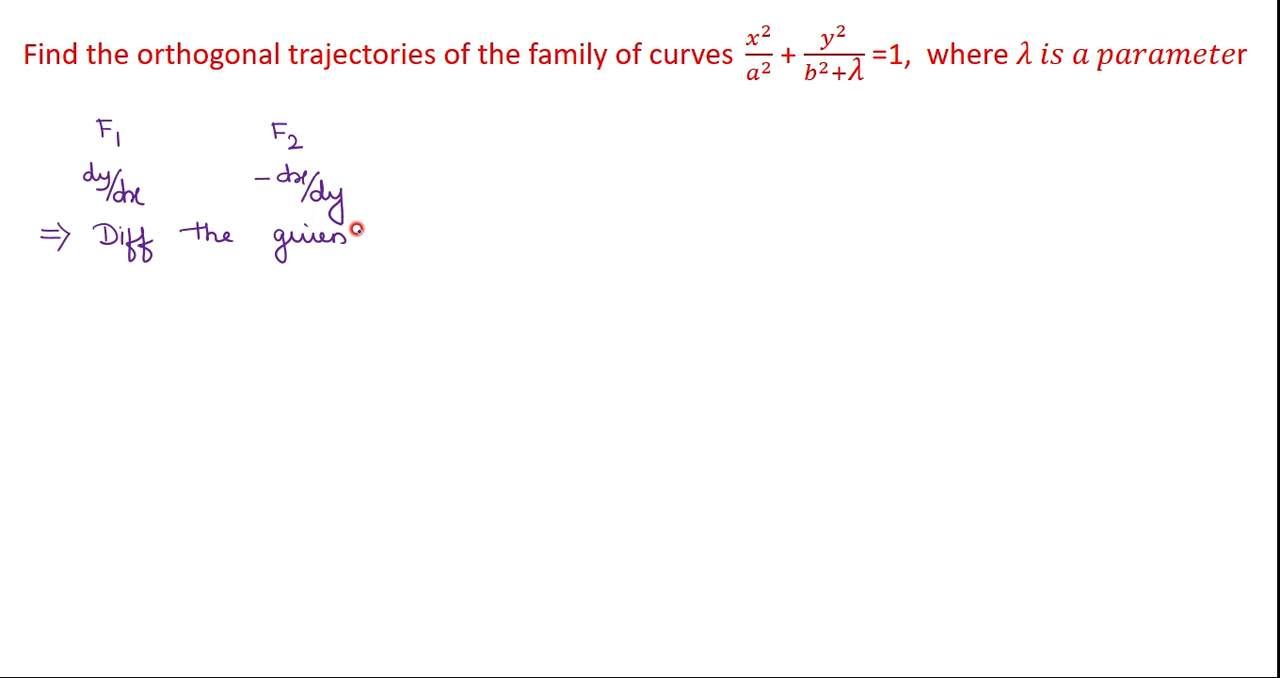 Find the orthogonal trajectories of the family of curves x²/a² + y²/b²+λ =1, where λ is a parameter
F₁ F₂
dy/dx -dx/dy
⇒ Diff the given